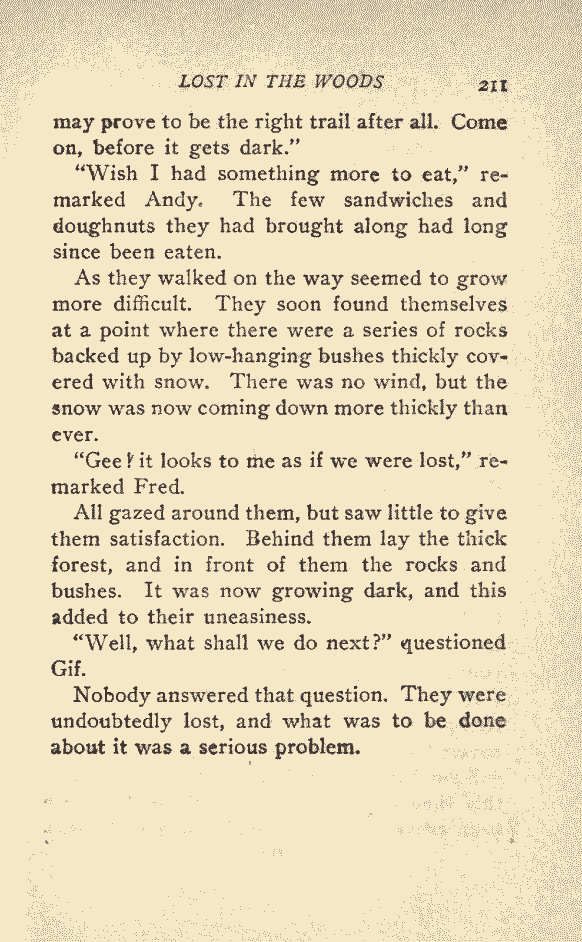 LOST IN THE WOODS 211
may prove to be the right trail after all. Come
on, before it gets dark."
"Wish I had something more to eat," re-
marked Andy. The few sandwiches and
doughnuts they had brought along had long
since been eaten.
As they walked on the way seemed to grow
more difficult. They soon found themselves
at a point where there were a series of rocks
backed up by low-hanging bushes thickly cov-
ered with snow. There was no wind, but the
snow was now coming down more thickly than
ever.
"Gee! it looks to me as if we were lost," re-
marked Fred.
All gazed around them, but saw little to give
them satisfaction. Behind them lay the thick
forest, and in front of them the rocks and
bushes. It was now growing dark, and this
added to their uneasiness.
"Well, what shall we do next?" questioned
Gif.
Nobody answered that question. They were
undoubtedly lost, and what was to be done
about it was a serious problem.